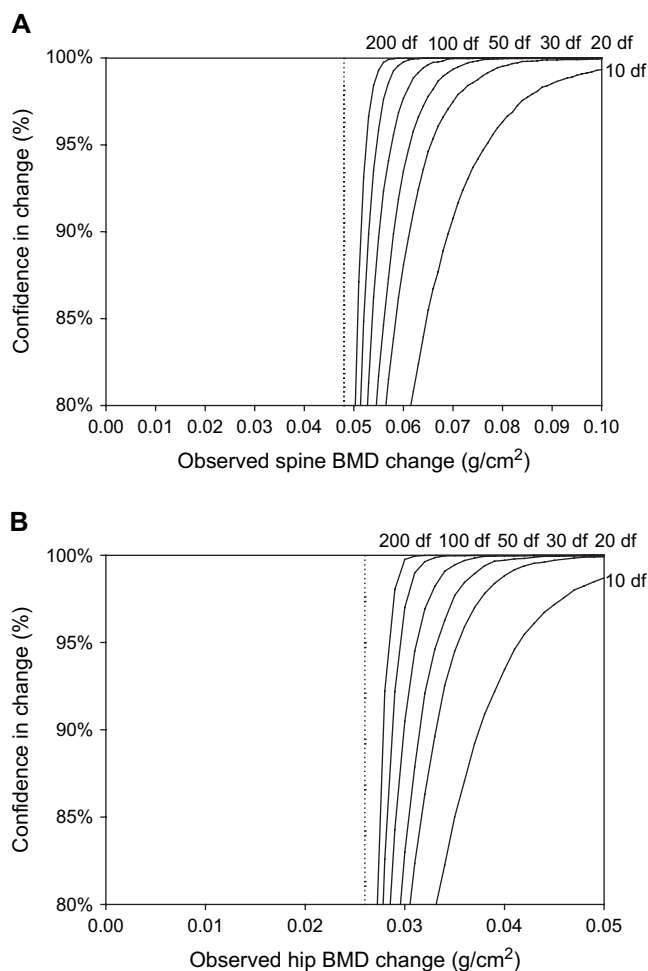 A
200 df 100 df 50 df 30 df 20 df
10 df
100%
95%
90%
85%
80%
Confidence in change (%)
0.00 0.01 0.02 0.03 0.04 0.05 0.06 0.07 0.08 0.09 0.10
Observed spine BMD change (g/cm²)
B
200 df 100 df 50 df 30 df 20 df
10 df
100%
95%
90%
85%
80%
Confidence in change (%)
0.00 0.01 0.02 0.03 0.04 0.05
Observed hip BMD change (g/cm²)